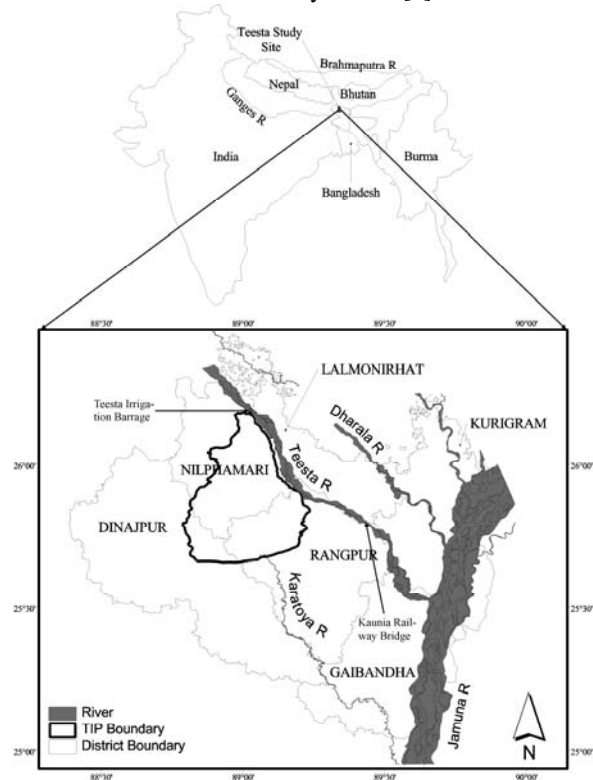 Teesta Study
Site
Brahmaputra R
Nepal
Bhutan
Ganges R
India
Burma
Bangladesh
88°30'
89°00'
89°30'
90°00'
LALMONIRHAT
Teesta Irriga-
tion Barrage
Dharala R
KURIGRAM
26°00'
Teesta R
26°00'
NILPHAMARI
DINAJPUR
RANGPUR
Karatoya R
25°30'
25°30'
Kaunia Rail-
way Bridge
GAIBANDHA
Jamuna R
River
TIP Boundary
District Boundary
N
25°00'
25°00'
88°30'
89°00'
89°30'
90°00'